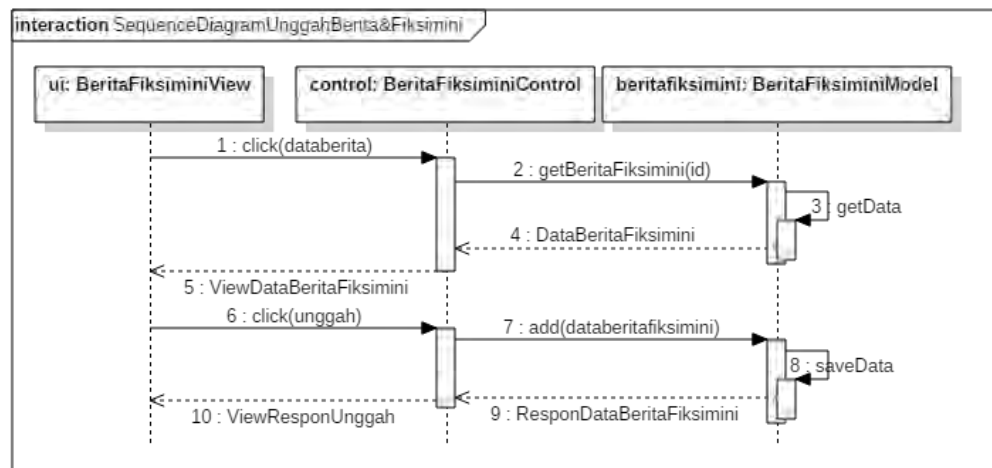 interaction SequenceDiagramUnggahBerita&Fiksimini
ui: BeritaFiksiminiView
control: BeritaFiksiminiControl
beritafiksimini: BeritaFiksiminiModel
1 : click(databerita)
2 : getBeritaFiksimini(id)
3 : getData
4 : DataBeritaFiksimini
5 : ViewDataBeritaFiksimini
6 : click(unggah)
7 : add(databeritafiksimini)
8 : saveData
9 : ResponDataBeritaFiksimini
10 : ViewResponUnggah